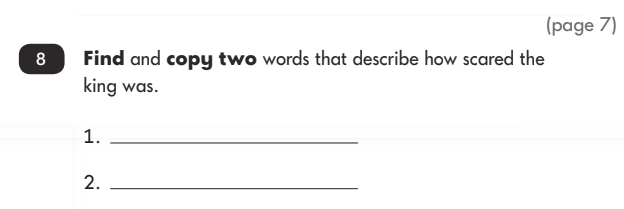 (page 7)
8 Find and copy two words that describe how scared the
king was.
1.
2.